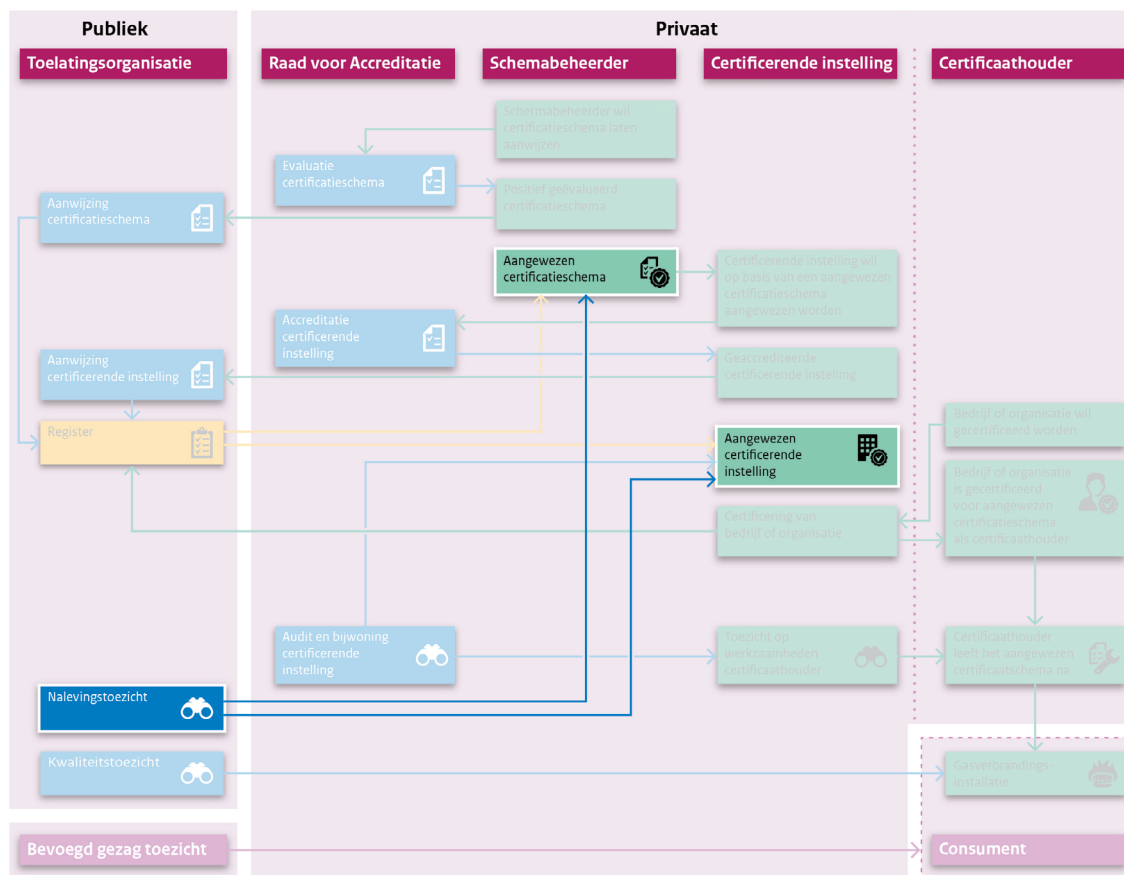 Publiek
Privaat
Toelatingsorganisatie
Raad voor Accreditatie
Schemabeheerder
Certificerende instelling
Certificaathouder
Schermabeheerder wil
certificatieschema laten
aanwijzen
Evaluatie
certificatieschema
Positief geëvalueerd
certificatieschema
Aanwijzing
certificatieschema
Aangewezen
certificatieschema
Certificerende instelling wil
op basis van een aangewezen
certificatieschema
aangewezen worden
Accreditatie
certificerende
instelling
Geaccrediteerde
certificerende instelling
Aanwijzing
certificerende instelling
Register
Aangewezen
certificerende
instelling
Bedrijf of organisatie wil
gecertificeerd worden
Bedrijf of organisatie
is gecertificeerd
voor aangewezen
certificatieschema
als certificaathouder
Certificering van
bedrijf of organisatie
Audit en bijwoning
certificerende
instelling
Toezicht op
werkzaamheden
certificaathouder
Certificaathouder
leeft het aangewezen
certificaatschema na
Nalevingstoezicht
Kwaliteitstoezicht
Gasverbrandings-
installatie
Bevoegd gezag toezicht
Consument